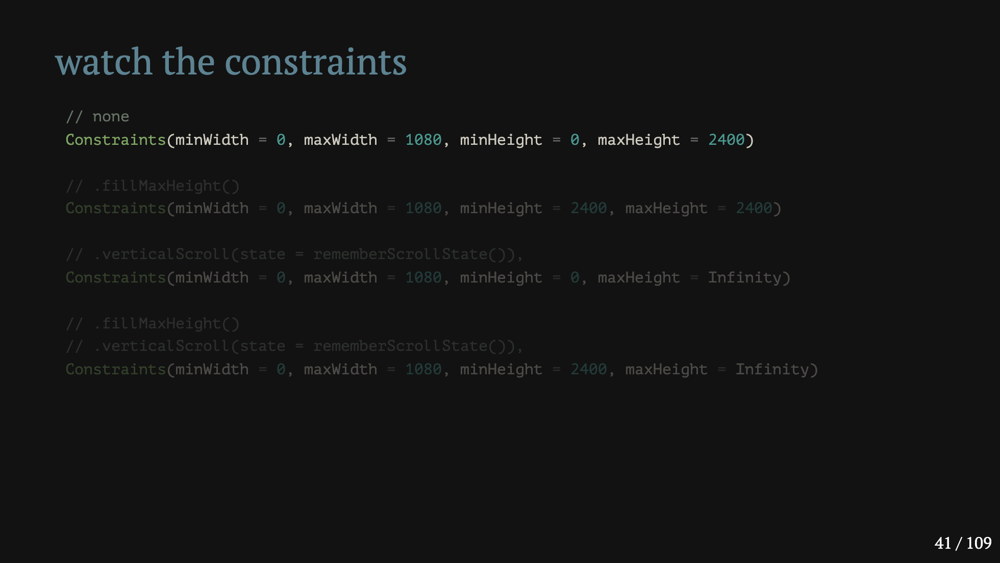 watch the constraints
// none
Constraints(minWidth = 0, maxWidth = 1080, minHeight = 0, maxHeight = 2400)
// .fillMaxHeight()
Constraints(minWidth = 0, maxWidth = 1080, minHeight = 2400, maxHeight = 2400)
// .verticalScroll(state = rememberScrollState()),
Constraints(minWidth = 0, maxWidth = 1080, minHeight = 0, maxHeight = Infinity)
// .fillMaxHeight()
// .verticalScroll(state = rememberScrollState()),
Constraints(minWidth = 0, maxWidth = 1080, minHeight = 2400, maxHeight = Infinity)
41 / 109